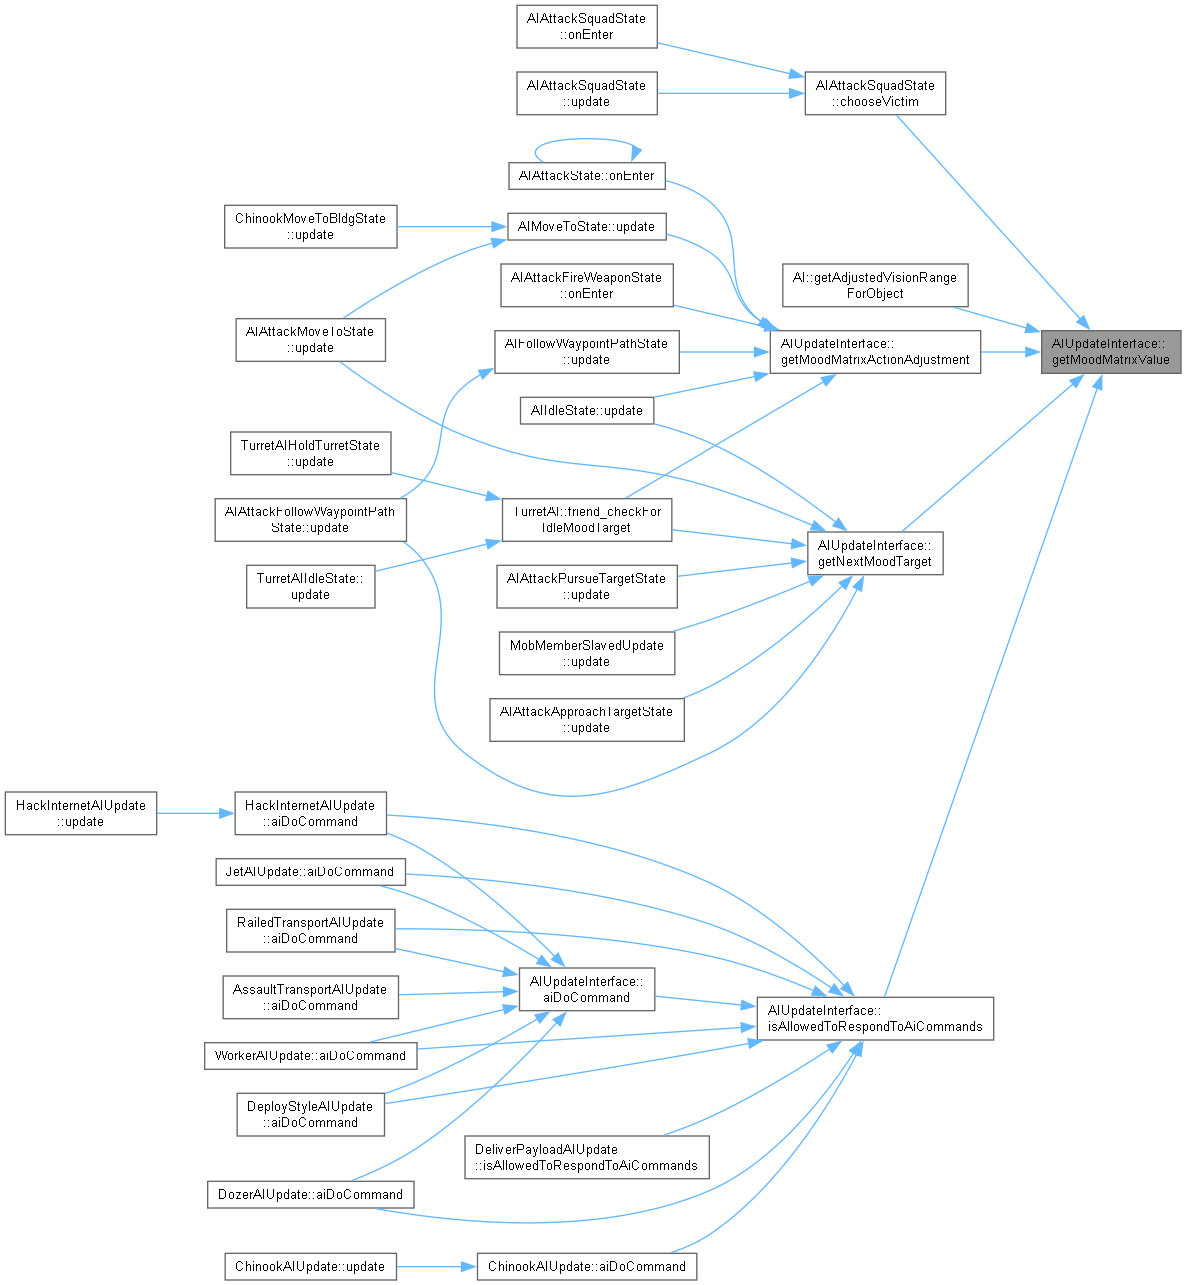 AIAttackSquadState
::onEnter
AIAttackSquadState
::update
AIAttackSquadState
::chooseVictim
AIAttackState::onEnter
ChinookMoveToBldgState
::update
AIMoveToState::update
AIAttackFireWeaponState
::onEnter
AI::getAdjustedVisionRange
ForObject
AIAttackMoveToState
::update
AIFollowWaypointPathState
::update
AIUpdateInterface::
getMoodMatrixActionAdjustment
AIUpdateInterface::
getMoodMatrixValue
AIIdleState::update
TurretAIHoldTurretState
::update
AIAttackFollowWaypointPath
State::update
TurretAI::friend_checkFor
IdleMoodTarget
AIUpdateInterface::
getNextMoodTarget
TurretAIIdleState::
update
AIAttackPursueTargetState
::update
MobMemberSlavedUpdate
::update
AIAttackApproachTargetState
::update
HackInternetAIUpdate
::update
HackInternetAIUpdate
::aiDoCommand
JetAIUpdate::aiDoCommand
RailedTransportAIUpdate
::aiDoCommand
AssaultTransportAIUpdate
::aiDoCommand
AIUpdateInterface::
aiDoCommand
AIUpdateInterface::
isAllowedToRespondToAiCommands
WorkerAIUpdate::aiDoCommand
DeployStyleAIUpdate
::aiDoCommand
DeliverPayloadAIUpdate
::isAllowedToRespondToAiCommands
DozerAIUpdate::aiDoCommand
ChinookAIUpdate::update
ChinookAIUpdate::aiDoCommand